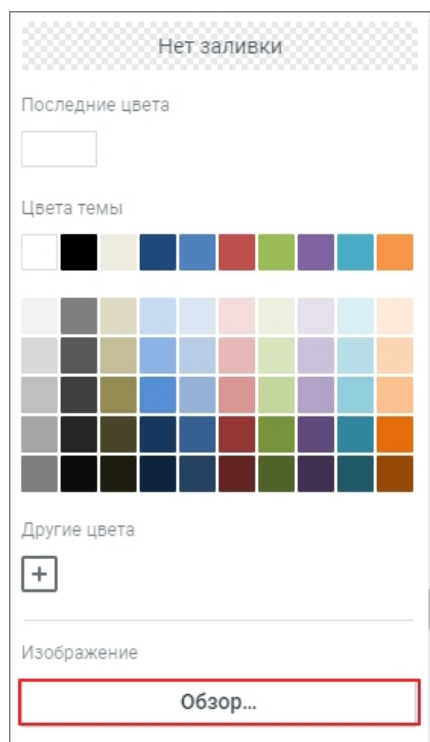 Нет заливки
Последние цвета
Цвета темы
Другие цвета
+
Изображение
Обзор...